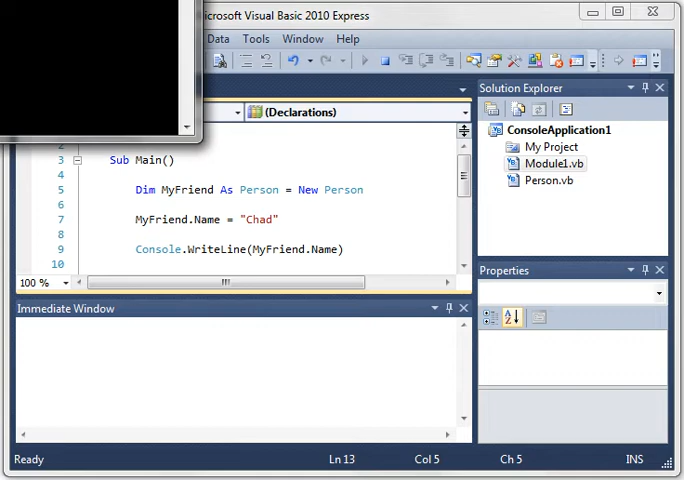 icrosoft Visual Basic 2010 Express
Data Tools Window Help
(Declarations)
2
3 Sub Main()
4
5 Dim MyFriend As Person = New Person
6
7 MyFriend.Name = "Chad"
8
9 Console.WriteLine(MyFriend.Name)
10
100 %
Immediate Window
Solution Explorer
ConsoleApplication1
My Project
Module1.vb
Person.vb
Properties
Ready Ln 13 Col 5 Ch 5 INS